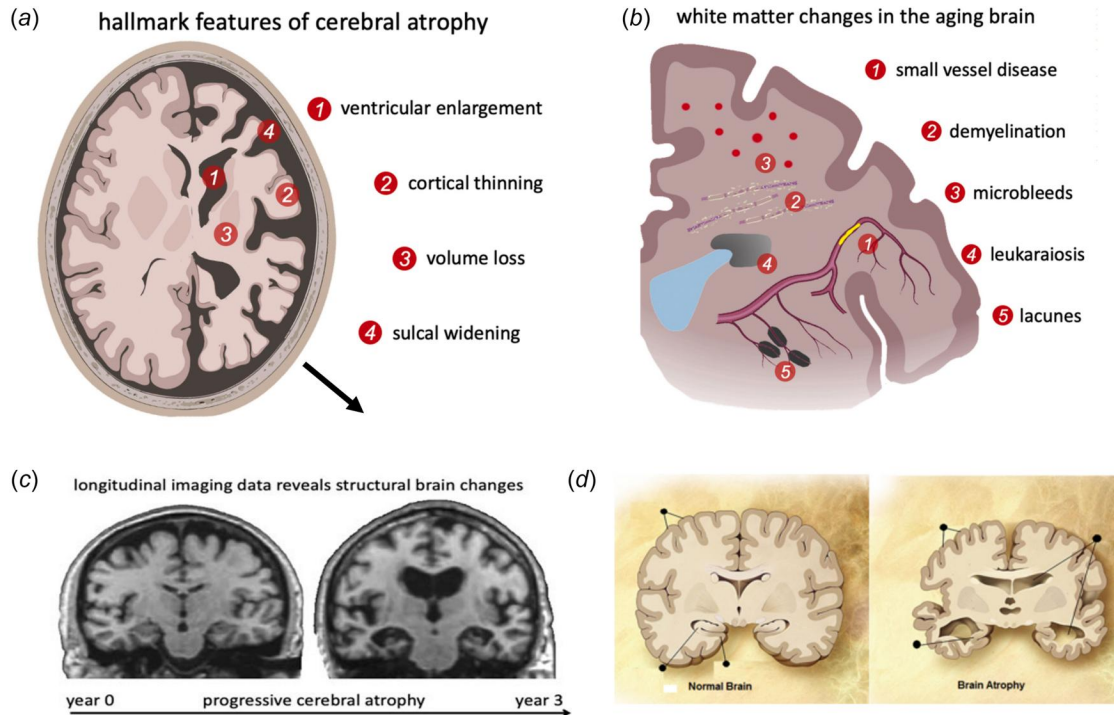 (a)
hallmark features of cerebral atrophy
1 ventricular enlargement
2 cortical thinning
3 volume loss
4 sulcal widening
4
1
2
3
(b)
white matter changes in the aging brain
1 small vessel disease
2 demyelination
3 microbleeds
4 leukaraiosis
5 lacunes
3
2
1
4
5
(c)
longitudinal imaging data reveals structural brain changes
year 0 progressive cerebral atrophy year 3
(d)
Normal Brain
Brain Atrophy